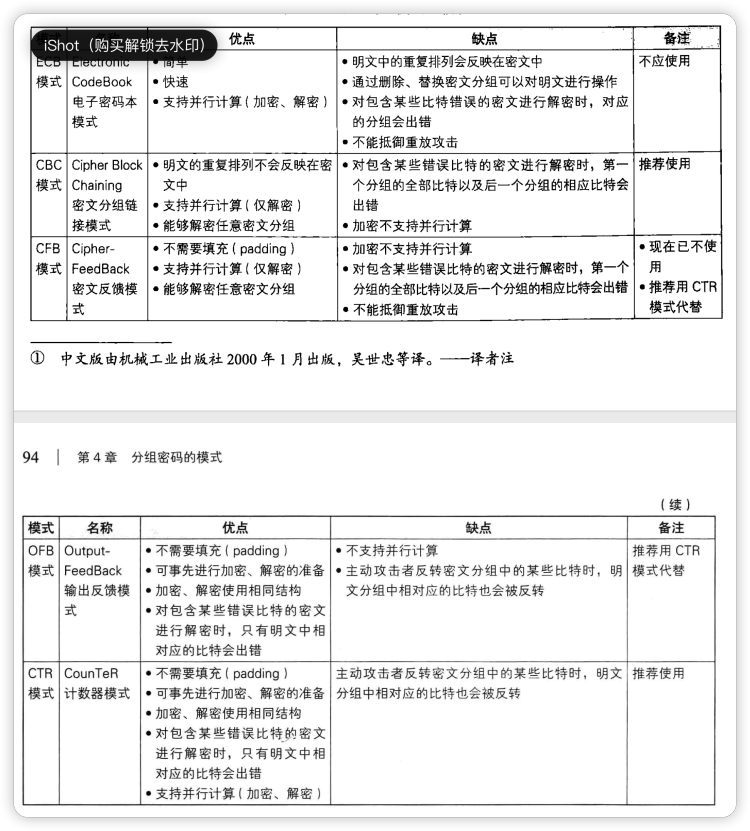 iShot（购买解锁去水印）
优点 缺点 备注
ECB Electronic • 简单 • 明文中的重复排列会反映在密文中 不应使用
模式 CodeBook • 快速 • 通过删除、替换密文分组可以对明文进行操作
电子密码本 • 支持并行计算（加密、解密） • 对包含某些比特错误的密文进行解密时，对应
模式 的分组会出错
• 不能抵御重放攻击
CBC Cipher Block • 明文的重复排列不会反映在密 • 对包含某些错误比特的密文进行解密时，第一 推荐使用
模式 Chaining 文中 个分组的全部比特以及后一个分组的相应比特会
密文分组链 • 支持并行计算（仅解密） 出错
接模式 • 能够解密任意密文分组 • 加密不支持并行计算
CFB Cipher- • 不需要填充（padding） • 加密不支持并行计算 • 现在已不使
模式 FeedBack • 支持并行计算（仅解密） • 对包含某些错误比特的密文进行解密时，第一个 用
密文反馈模 • 能够解密任意密文分组 分组的全部比特以及后一个分组的相应比特会出错 • 推荐用 CTR
式 • 不能抵御重放攻击 模式代替
① 中文版由机械工业出版社 2000 年 1 月出版，吴世忠等译。——译者注
94 | 第 4 章 分组密码的模式
（续）
模式 名称 优点 缺点 备注
OFB Output- • 不需要填充（padding） • 不支持并行计算 推荐用 CTR
模式 FeedBack • 可事先进行加密、解密的准备 • 主动攻击者反转密文分组中的某些比特时，明 模式代替
输出反馈模 • 加密、解密使用相同结构 文分组中相对应的比特也会被反转
式 • 对包含某些错误比特的密文
进行解密时，只有明文中相
对应的比特会出错
CTR CounTeR • 不需要填充（padding） 主动攻击者反转密文分组中的某些比特时，明文 推荐使用
模式 计数器模式 • 可事先进行加密、解密的准备 分组中相对应的比特也会被反转
• 加密、解密使用相同结构
• 对包含某些错误比特的密文
进行解密时，只有明文中相
对应的比特会出错
• 支持并行计算（加密、解密）